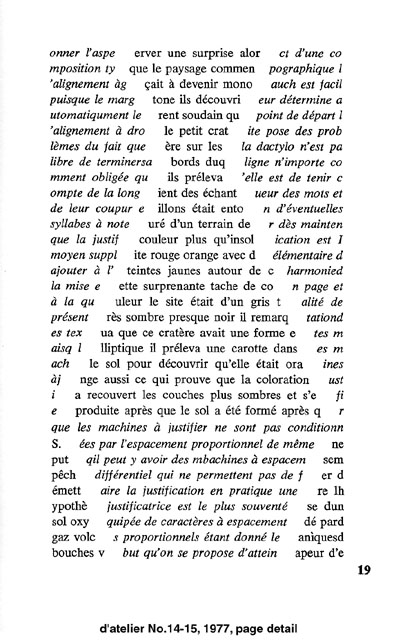 onner l'aspe erver une surprise alor ct d'une co
mposition ty que le paysage commen pographique l
'alignement àg çait à devenir mono auch est facil
puisque le marg tone ils découvri eur détermine a
utomatiqument le rent soudain qu point de départ l
'alignement à dro le petit crat ite pose des prob
lèmes du fait que ère sur les la dactylo n'est pa
libre de terminersa bords duq ligne n'importe co
mment obligée qu ils préleva 'elle est de tenir c
ompte de la long ient des échant ueur des mots et
de leur coupur e illons était ento n d'éventuelles
syllabes à note uré d'un terrain de r dès mainten
que la justif couleur plus qu'insol ication est I
moyen suppl ite rouge orange avec d élémentaire d
ajouter à l' teintes jaunes autour de c harmonied
la mise e ette surprenante tache de co n page et
à la qu uleur le site était d'un gris t alité de
présent rès sombre presque noir il remarq tationd
es tex ua que ce cratère avait une forme e tes m
aisq l lliptique il préleva une carotte dans es m
ach le sol pour découvrir qu'elle était ora ines
àj nge aussi ce qui prouve que la coloration ust
i a recouvert les couches plus sombres et s'e fi
e produite après que le sol a été formé après q r
que les machines à justifier ne sont pas conditionn
S. ées par l'espacement proportionnel de même ne
put qil peut y avoir des mbachines à espacem sem
pêch différentiel qui ne permettent pas de f er d
émett aire la justification en pratique une re lh
ypothè justificatrice est le plus souventé se dun
sol oxy quipée de caractères à espacement dé pard
gaz volc s proportionnels étant donné le aniquesd
bouches v but qu'on se propose d'attein apeur d'e
19
d'atelier No.14-15, 1977, page detail